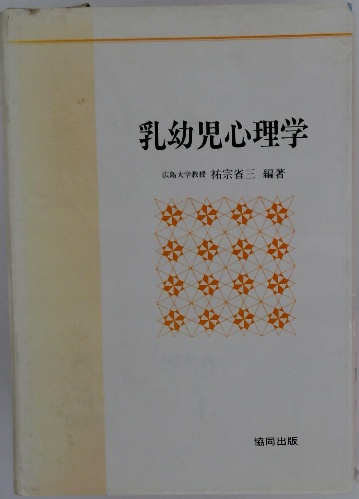 乳幼児心理学
広島大学教授 祐宗省三 編著
協同出版